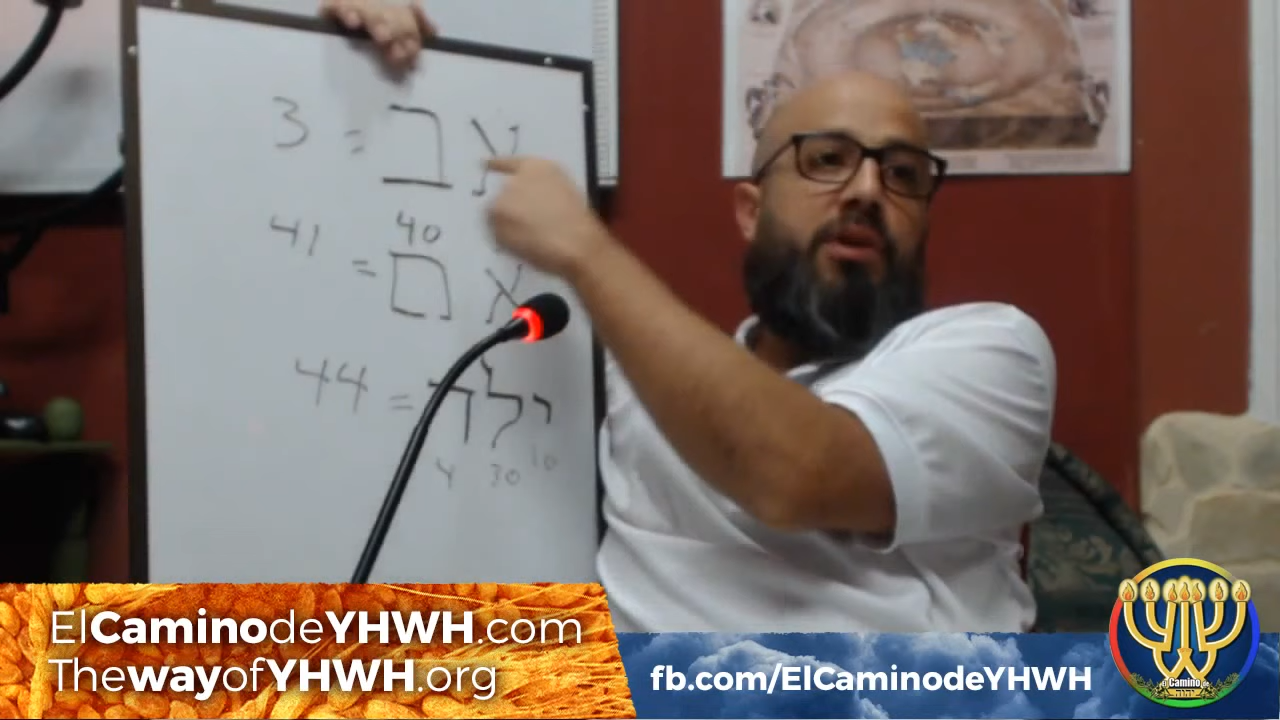 אב = 3
40
אם = 41
ילד = 44
10 30 4
ElCaminodeYHWH.com
ThewayofYHWH.org
fb.com/ElCaminodeYHWH
El Camino